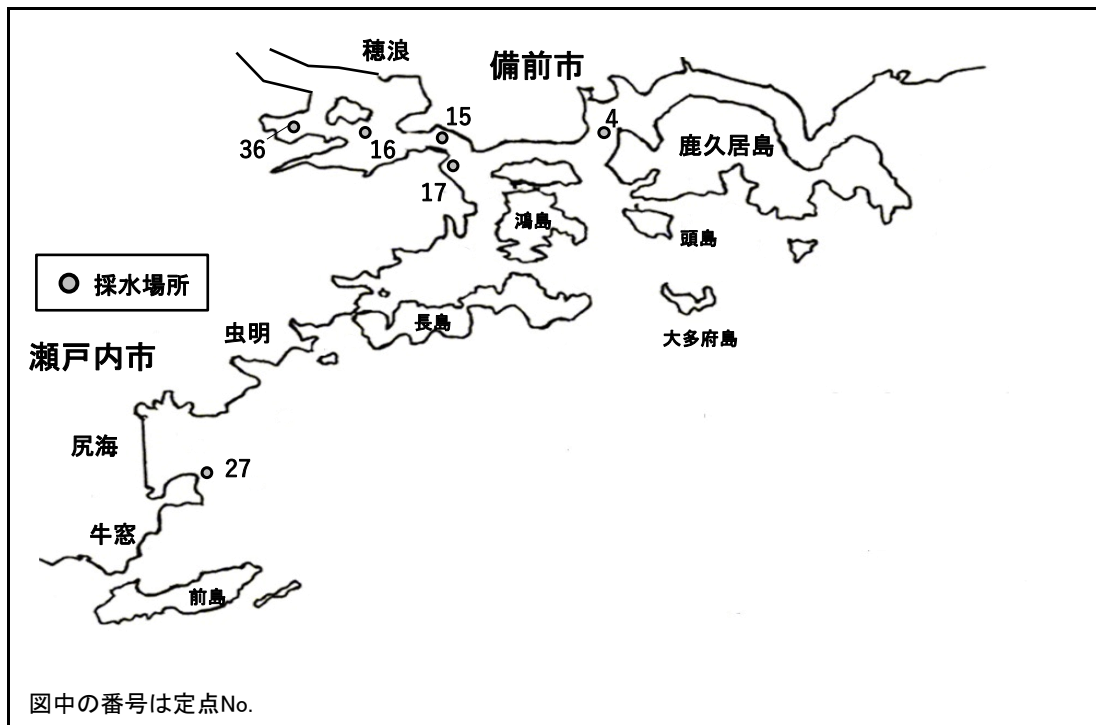 穂浪
備前市
15
4
36
16
鹿久居島
17
鴻島
頭島
採水場所
長島
大多府島
虫明
瀬戸内市
尻海
27
牛窓
前島
図中の番号は定点No.